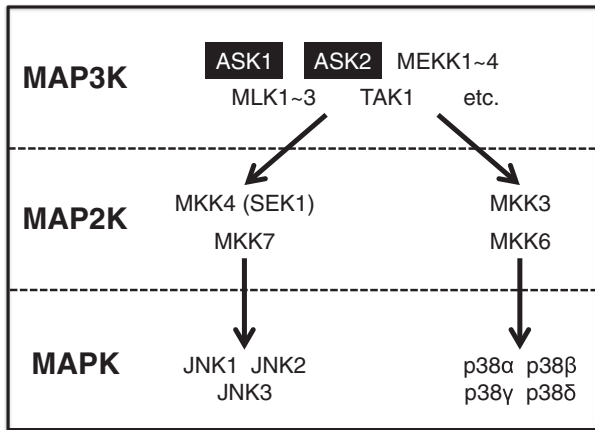 MAP3K
ASK1 ASK2 MEKK1~4
MLK1~3 TAK1 etc.
MAP2K
MKK4 (SEK1) MKK3
MKK7 MKK6
MAPK
JNK1 JNK2 p38α p38β
JNK3 p38γ p38δ